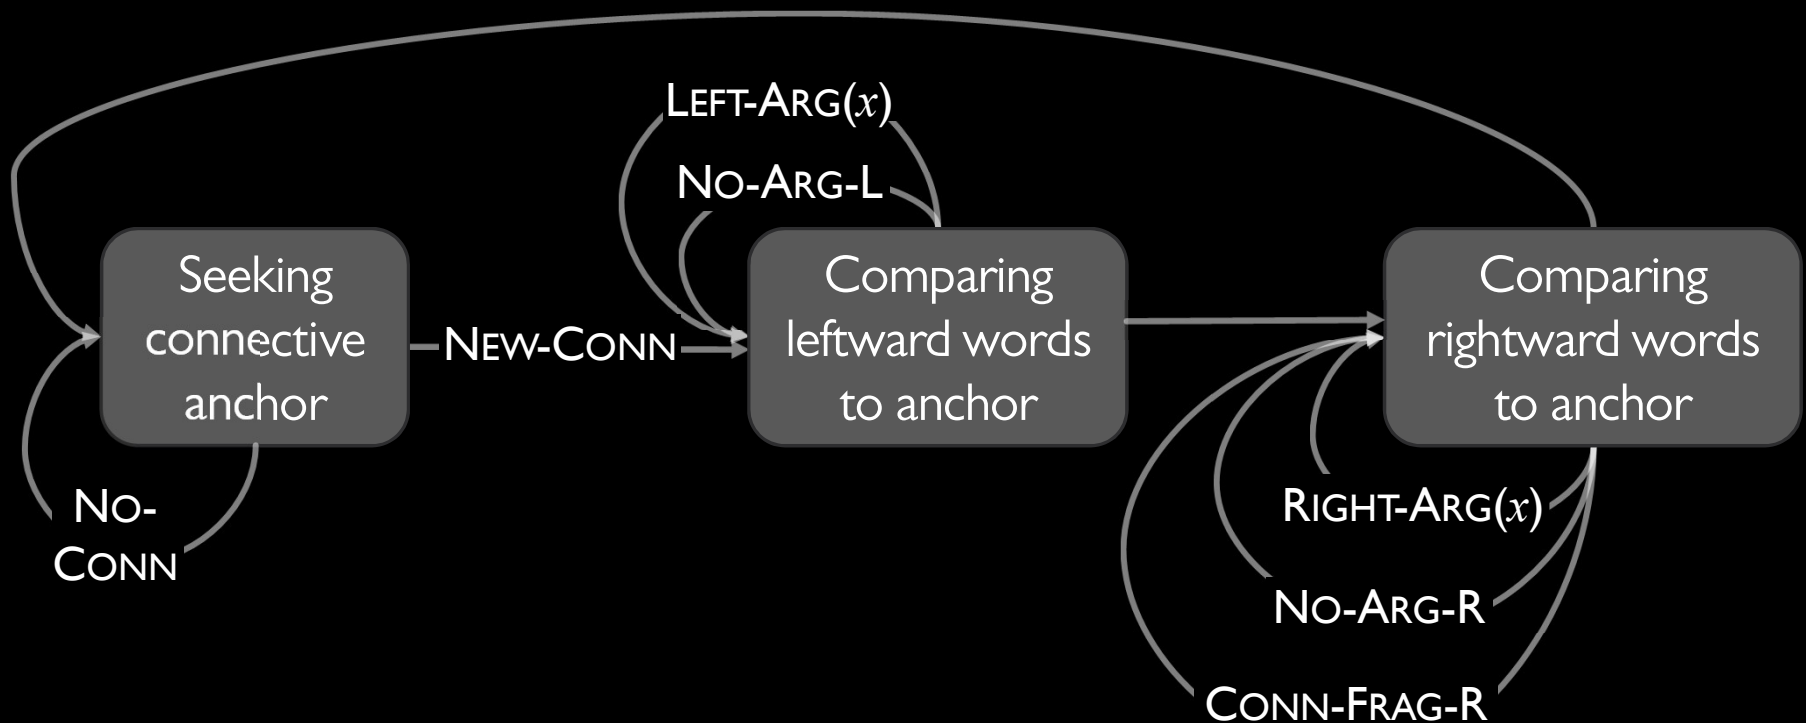 LEFT-ARG(x)
NO-ARG-L
Seeking
connective
anchor
NEW-CONN
Comparing
leftward words
to anchor
Comparing
rightward words
to anchor
NO-
CONN
RIGHT-ARG(x)
NO-ARG-R
CONN-FRAG-R